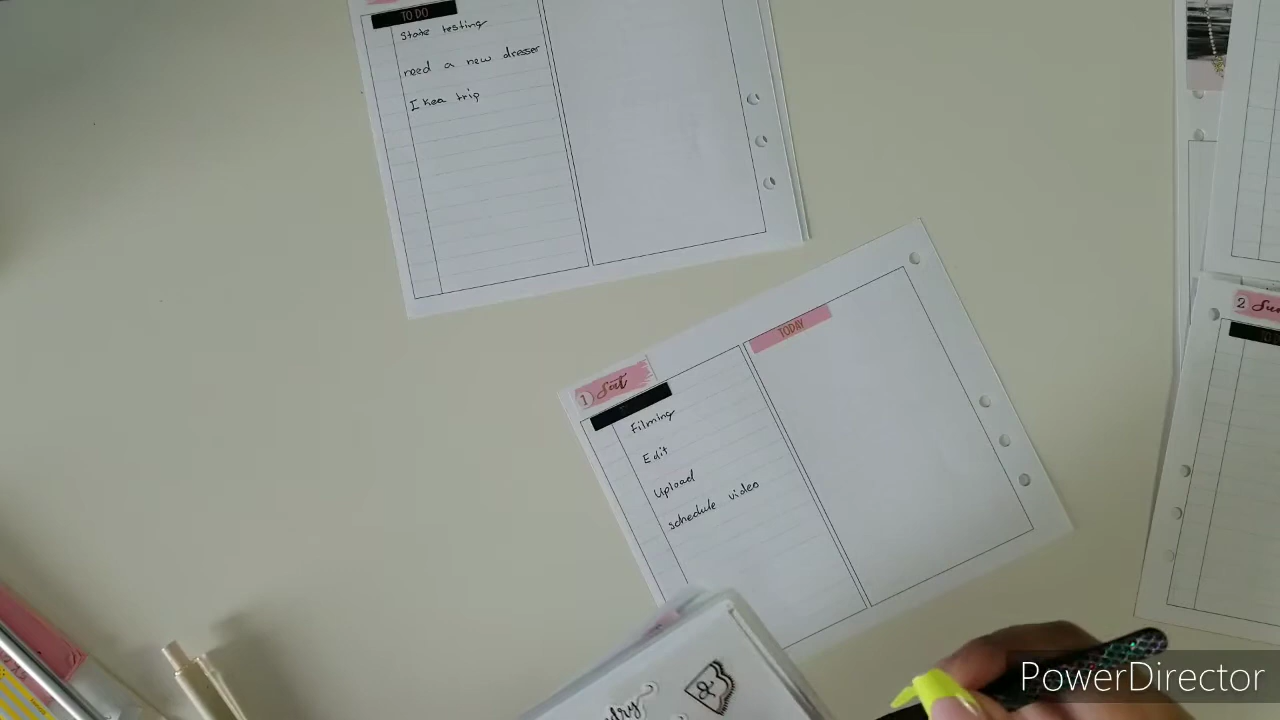 TO DO
State testing
need a new dresser
Ikea trip
TODAY
1 Sat
Filming
Edit
Upload
schedule video
2 Sun
PowerDirector